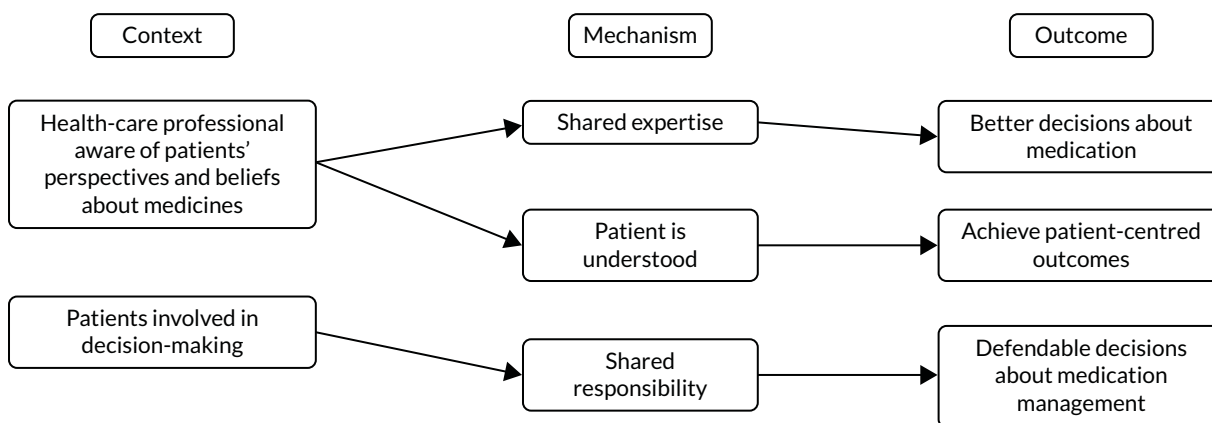 Context
Mechanism
Outcome
Health-care professional
aware of patients’
perspectives and beliefs
about medicines
Shared expertise
Better decisions about
medication
Patient is
understood
Achieve patient-centred
outcomes
Patients involved in
decision-making
Shared
responsibility
Defendable decisions
about medication
management